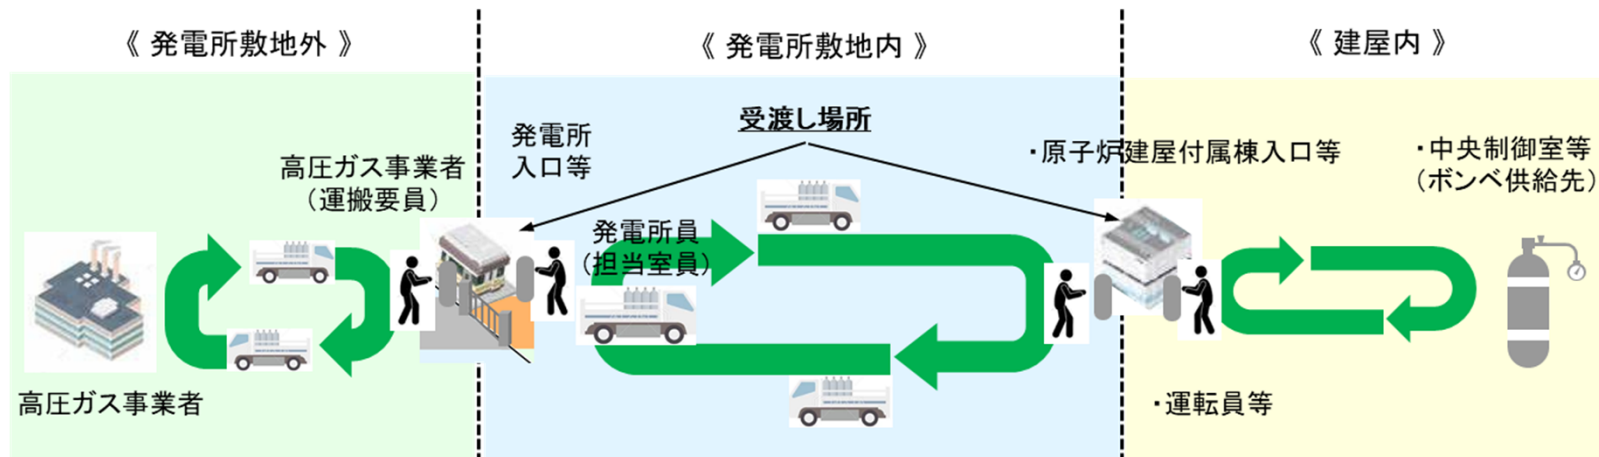 《 発電所敷地外 》
《 発電所敷地内 》
《 建屋内 》
受渡し場所
発電所
入口等
・原子炉建屋付属棟入口等
・中央制御室等
（ボンベ供給先）
高圧ガス事業者
（運搬要員）
発電所員
（担当室員）
高圧ガス事業者
・運転員等